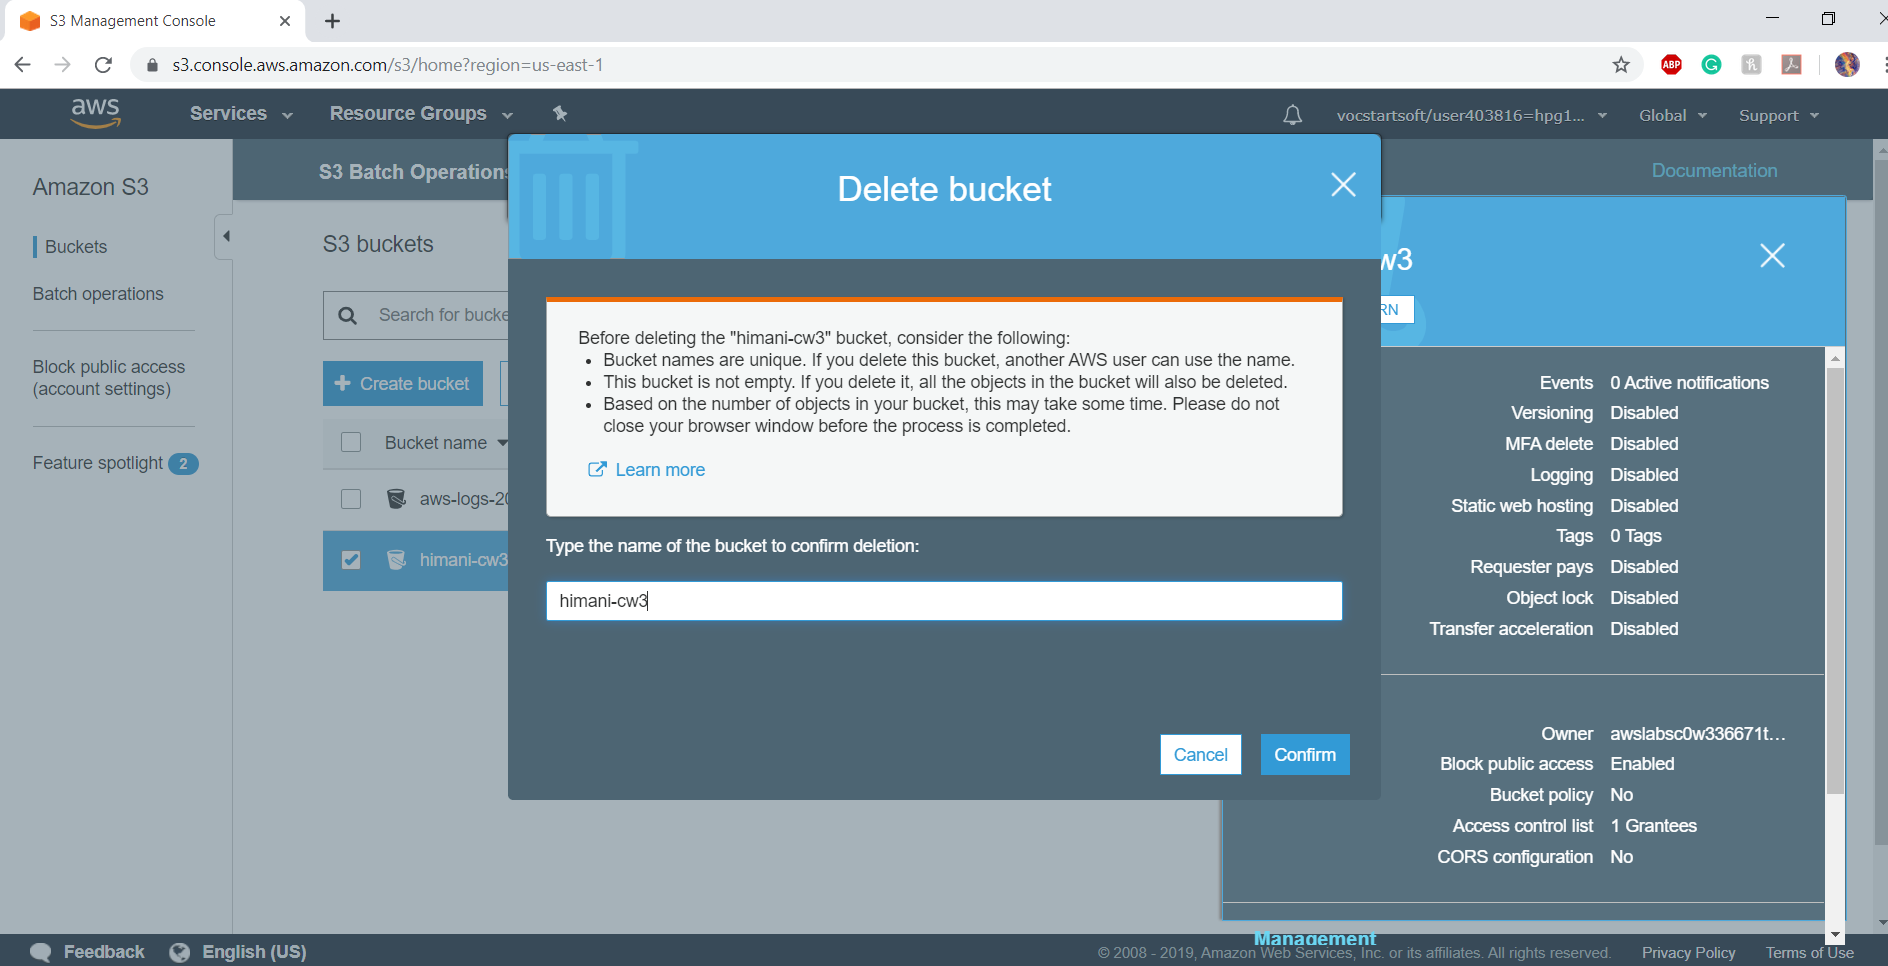 S3 Management Console
s3.console.aws.amazon.com/s3/home?region=us-east-1
ABP
aws
Services
Resource Groups
vocstartsoft/user403816=hpg1...
Global
Support
Amazon S3
Buckets
Batch operations
Block public access
(account settings)
Feature spotlight 2
S3 Batch Operation
Documentation
S3 buckets
Search for bucke
+ Create bucket
Bucket name
aws-logs-20
himani-cw3
Delete bucket
Before deleting the "himani-cw3" bucket, consider the following:
• Bucket names are unique. If you delete this bucket, another AWS user can use the name.
• This bucket is not empty. If you delete it, all the objects in the bucket will also be deleted.
• Based on the number of objects in your bucket, this may take some time. Please do not
close your browser window before the process is completed.
Learn more
Type the name of the bucket to confirm deletion:
himani-cw3
Cancel
Confirm
w3
RN
Events 0 Active notifications
Versioning Disabled
MFA delete Disabled
Logging Disabled
Static web hosting Disabled
Tags 0 Tags
Requester pays Disabled
Object lock Disabled
Transfer acceleration Disabled
Owner awslabsc0w336671t...
Block public access Enabled
Bucket policy No
Access control list 1 Grantees
CORS configuration No
Management
Feedback
English (US)
© 2008 - 2019, Amazon Web Services, Inc. or its affiliates. All rights reserved.
Privacy Policy
Terms of Use